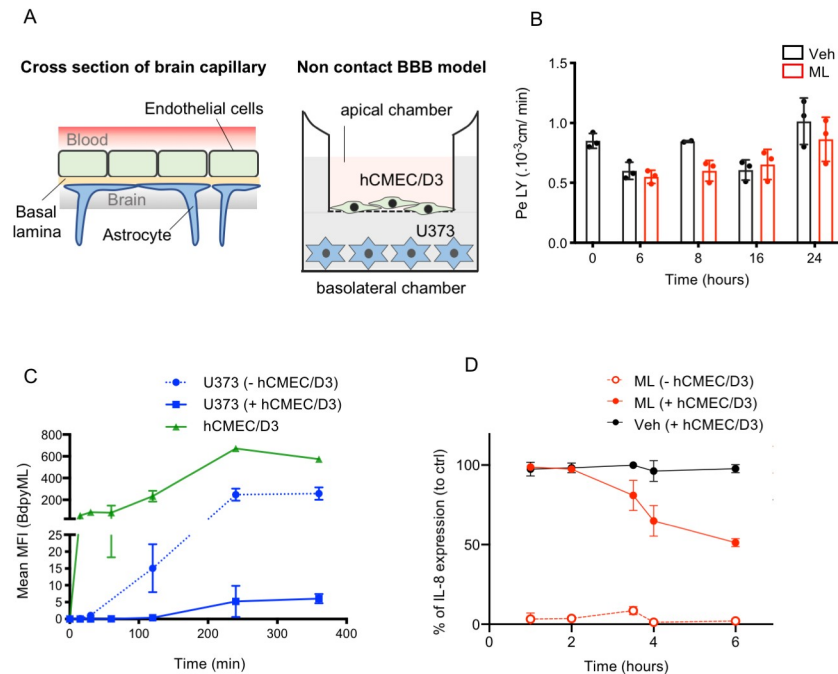 A
Cross section of brain capillary
Endothelial cells
Blood
Basal
lamina
Brain
Astrocyte
Non contact BBB model
apical chamber
hCMEC/D3
U373
basolateral chamber
B
Veh
ML
Pe LY (.10⁻³cm/ min)
1.5
1.0
0.5
0.0
0 6 8 16 24
Time (hours)
C
U373 (- hCMEC/D3)
U373 (+ hCMEC/D3)
hCMEC/D3
Mean MFI (BdpyML)
800
600
400
200
25
20
15
10
5
0
0 100 200 300 400
Time (min)
D
ML (- hCMEC/D3)
ML (+ hCMEC/D3)
Veh (+ hCMEC/D3)
% of IL-8 expression (to ctrl)
100
50
0
0 2 4 6
Time (hours)